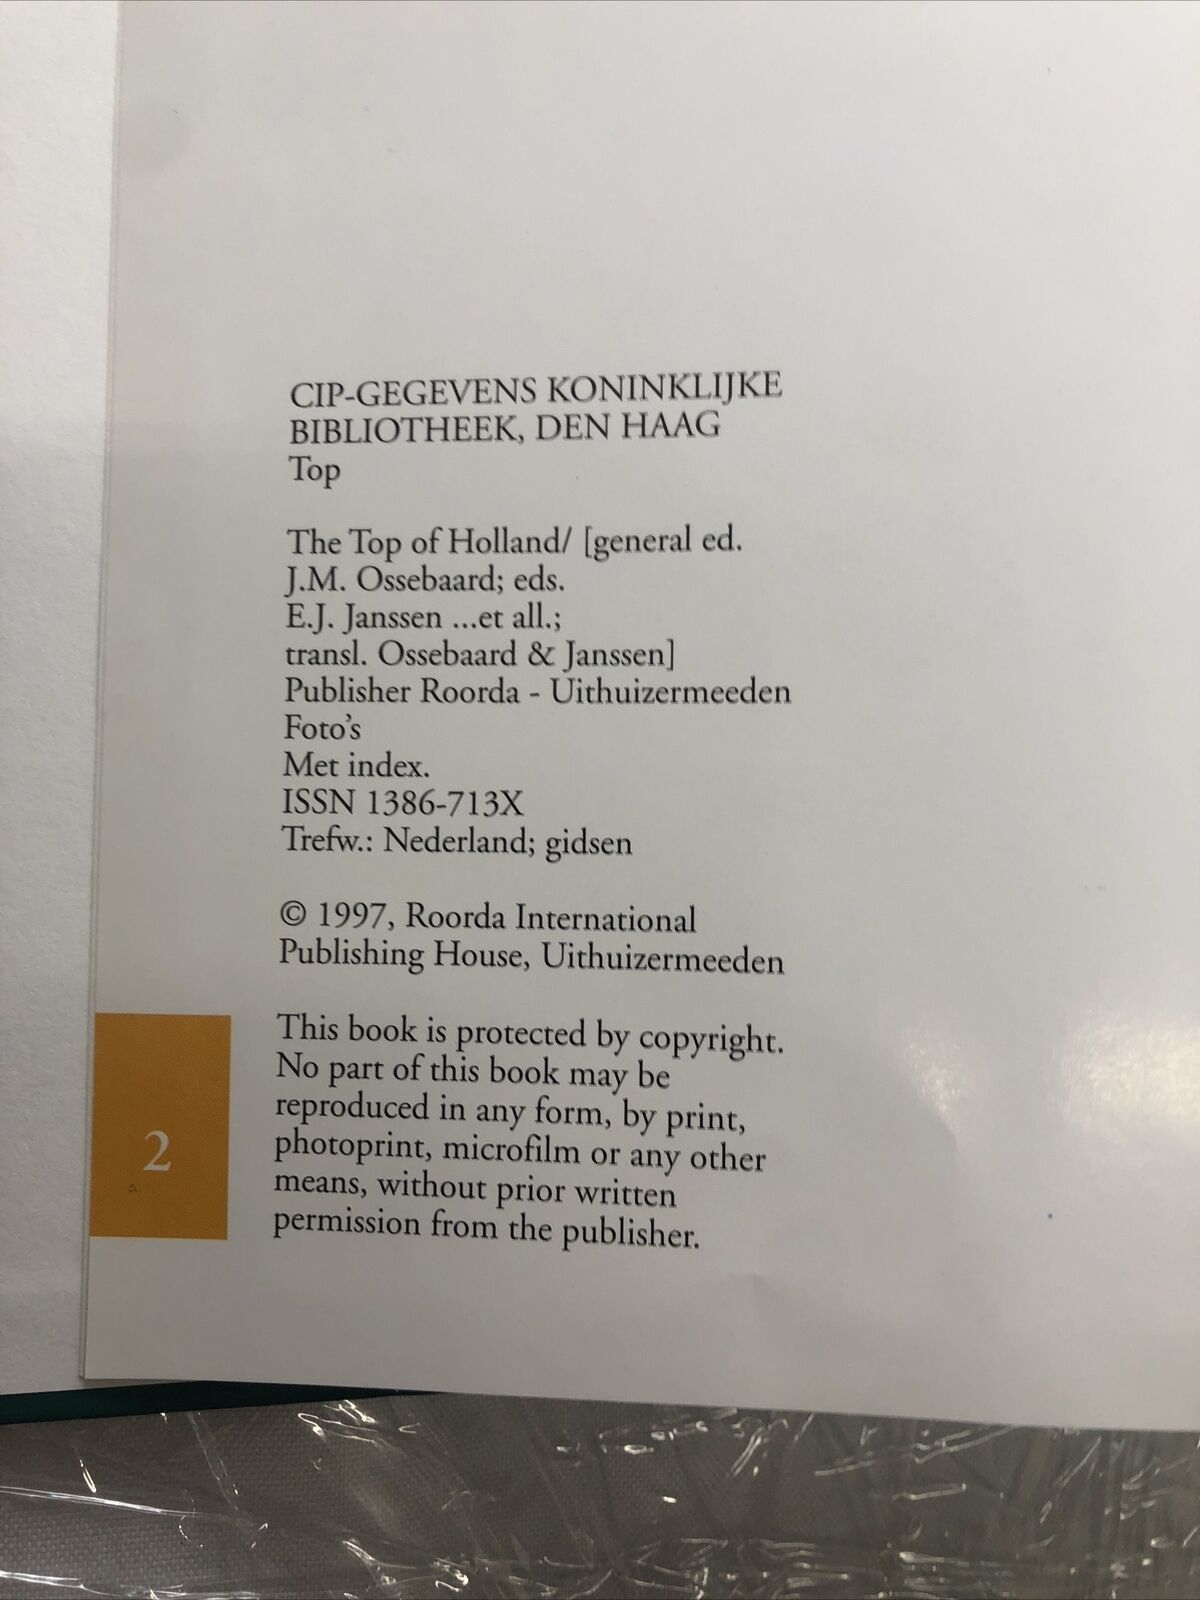 CIP-GEGEVENS KONINKLIJKE
BIBLIOTHEEK, DEN HAAG
Top
The Top of Holland/ [general ed.
J.M. Ossebaard; eds.
E.J. Janssen ...et all.;
transl. Ossebaard & Janssen]
Publisher Roorda - Uithuizermeeden
Foto's
Met index.
ISSN 1386-713X
Trefw.: Nederland; gidsen
© 1997, Roorda International
Publishing House, Uithuizermeeden
This book is protected by copyright.
No part of this book may be
reproduced in any form, by print,
photoprint, microfilm or any other
means, without prior written
permission from the publisher.
2